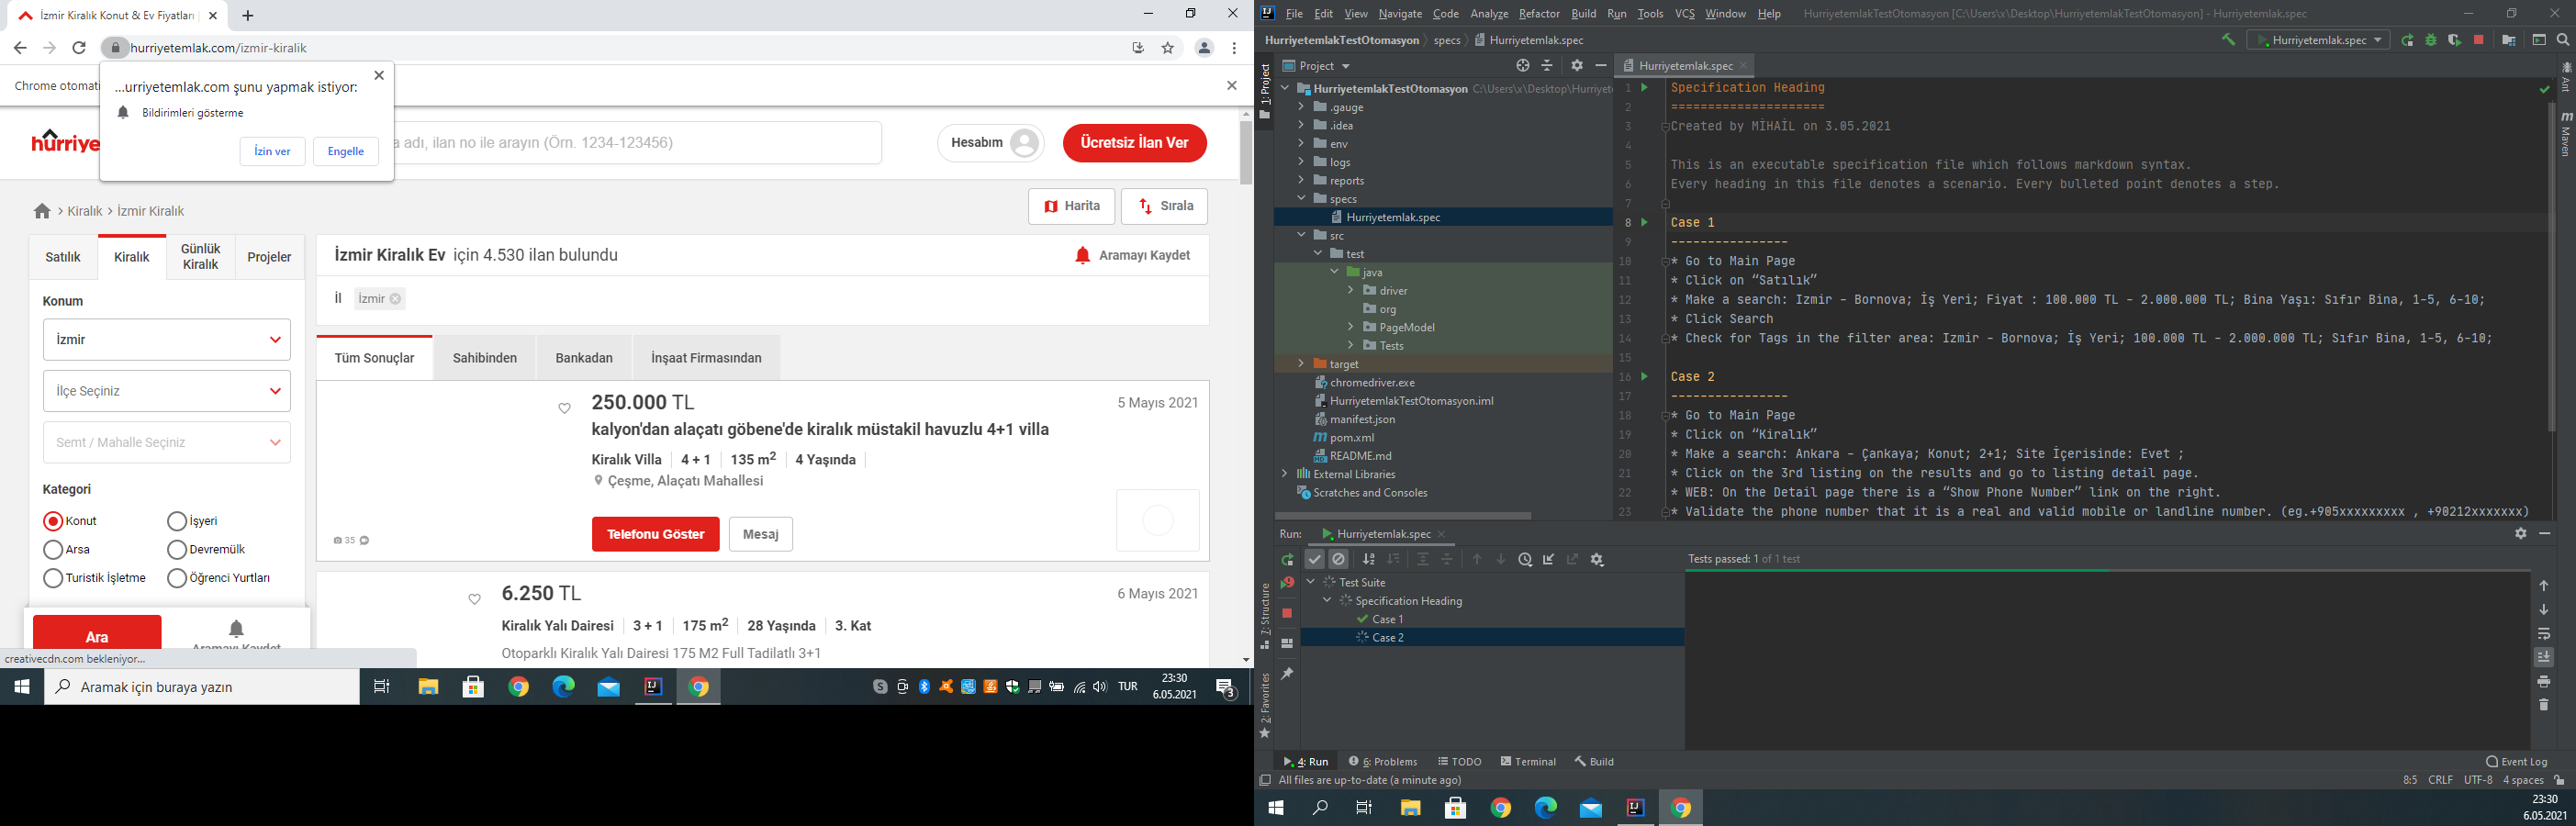 İzmir Kiralık Konut & Ev Fiyatları
hurriyetemlak.com/izmir-kiralik
Chrome otomati
...urriyetemlak.com şunu yapmak istiyor:
Bildirimleri gösterme
İzin ver
Engelle
hürriye
a adı, ilan no ile arayın (Örn. 1234-123456)
Hesabım
Ücretsiz İlan Ver
Kiralık > İzmir Kiralık
Harita
Sırala
Satılık
Kiralık
Günlük
Kiralık
Projeler
İzmir Kiralık Ev için 4.530 ilan bulundu
Aramayı Kaydet
Konum
İl
İzmir
İzmir
İlçe Seçiniz
Semt / Mahalle Seçiniz
Tüm Sonuçlar
Sahibinden
Bankadan
İnşaat Firmasından
250.000 TL
5 Mayıs 2021
kalyon'dan alaçatı göbene'de kiralık müstakil havuzlu 4+1 villa
Kiralık Villa
4 + 1
135 m2
4 Yaşında
Çeşme, Alaçatı Mahallesi
Kategori
Konut
İşyeri
Arsa
Devremülk
Turistik İşletme
Öğrenci Yurtları
35
Telefonu Göster
Mesaj
6.250 TL
6 Mayıs 2021
Kiralık Yalı Dairesi
3 + 1
175 m2
28 Yaşında
3. Kat
Otoparklı Kiralık Yalı Dairesi 175 M2 Full Tadilatlı 3+1
Ara
Aramayı Kaydet
creativecdn.com bekleniyor...
Aramak için buraya yazın
TUR
23:30
6.05.2021
3
File Edit View Navigate Code Analyze Refactor Build Run Tools VCS Window Help
HurriyetemlakTestOtomasyon [C:\Users\x\Desktop\HurriyetemlakTestOtomasyon] - Hurriyetemlak.spec
HurriyetemlakTestOtomasyon > specs > Hurriyetemlak.spec
Hurriyetemlak.spec
1: Project
Project
Hurriyetemlak.spec
HurriyetemlakTestOtomasyon C:\Users\x\Desktop\Hurriyet
.gauge
.idea
env
logs
reports
specs
Hurriyetemlak.spec
src
test
java
driver
org
PageModel
Tests
target
chromedriver.exe
HurriyetemlakTestOtomasyon.iml
manifest.json
pom.xml
README.md
External Libraries
Scratches and Consoles
1 Specification Heading
2 =====================
3 Created by MİHAİL on 3.05.2021
4
5 This is an executable specification file which follows markdown syntax.
6 Every heading in this file denotes a scenario. Every bulleted point denotes a step.
7
8 Case 1
9 ----------------
10 * Go to Main Page
11 * Click on “Satılık”
12 * Make a search: Izmir - Bornova; İş Yeri; Fiyat : 100.000 TL - 2.000.000 TL; Bina Yaşı: Sıfır Bina, 1-5, 6-10;
13 * Click Search
14 * Check for Tags in the filter area: Izmir - Bornova; İş Yeri; 100.000 TL - 2.000.000 TL; Sıfır Bina, 1-5, 6-10;
15
16 Case 2
17 ----------------
18 * Go to Main Page
19 * Click on “Kiralık”
20 * Make a search: Ankara - Çankaya; Konut; 2+1; Site İçerisinde: Evet ;
21 * Click on the 3rd listing on the results and go to listing detail page.
22 * WEB: On the Detail page there is a “Show Phone Number” link on the right.
23 * Validate the phone number that it is a real and valid mobile or landline number. (eg.+905xxxxxxxxx , +90212xxxxxxx)
Ant
Maven
Run:
Hurriyetemlak.spec
Tests passed: 1 of 1 test
Test Suite
Specification Heading
Case 1
Case 2
7: Structure
2: Favorites
4: Run
6: Problems
TODO
Terminal
Build
Event Log
All files are up-to-date (a minute ago)
8:5 CRLF UTF-8 4 spaces
23:30
6.05.2021